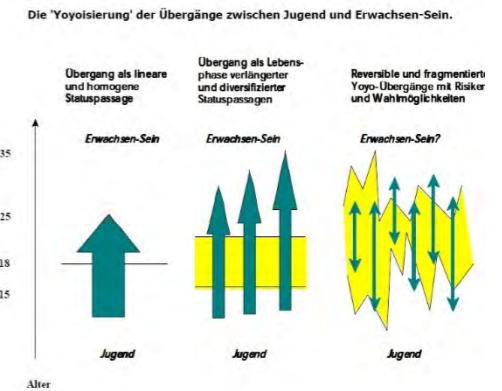 Die 'Yoyoisierung' der Übergänge zwischen Jugend und Erwachsen-Sein.
Übergang als lineare
und homogene
Statuspassage
Übergang als Lebens-
phase verlängerter
und diversifizierter
Statuspassagen
Reversible und fragmentierte
Yoyo-Übergänge mit Risiken
und Wahlmöglichkeiten
Erwachsen-Sein
Erwachsen-Sein
Erwachsen-Sein?
35
25
18
15
Jugend
Jugend
Jugend
Alter